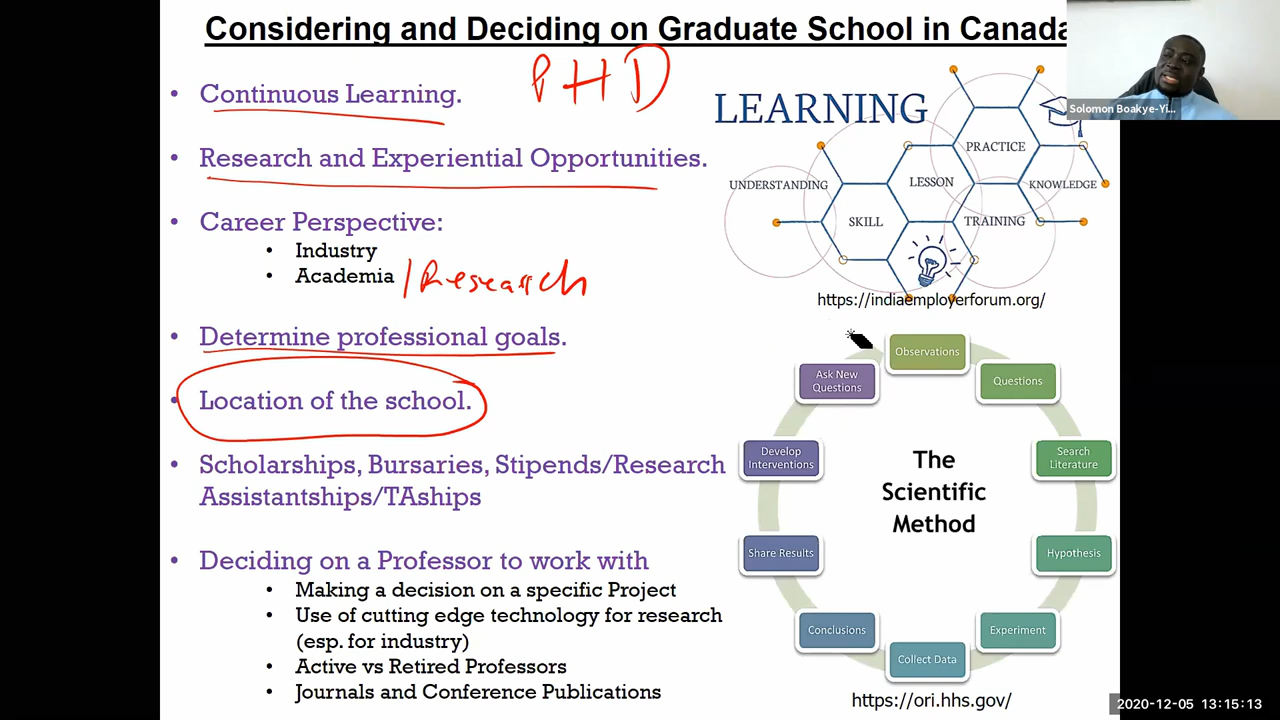 Considering and Deciding on Graduate School in Canada
PHD
• Continuous Learning.
• Research and Experiential Opportunities.
• Career Perspective:
• Industry
• Academia /Research
• Determine professional goals.
• Location of the school.
• Scholarships, Bursaries, Stipends/Research
Assistantships/TAships
• Deciding on a Professor to work with
• Making a decision on a specific Project
• Use of cutting edge technology for research
(esp. for industry)
• Active vs Retired Professors
• Journals and Conference Publications
Solomon Boakye-Yi...
LEARNING
PRACTICE
UNDERSTANDING
LESSON
KNOWLEDGE
SKILL
TRAINING
https://indiaemployerforum.org/
Observations
Ask New
Questions
Questions
Develop
Interventions
Search
Literature
The
Scientific
Method
Share Results
Hypothesis
Conclusions
Experiment
Collect Data
https://ori.hhs.gov/
2020-12-05 13:15:13